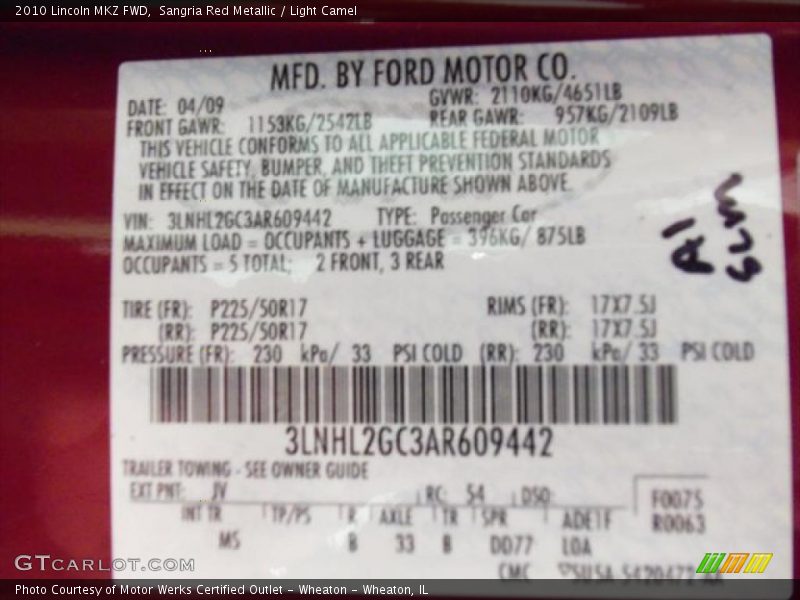 2010 Lincoln MKZ FWD, Sangria Red Metallic / Light Camel
MFD. BY FORD MOTOR CO.
DATE: 04/09 GVWR: 2110KG/4651LB
FRONT GAWR: 1153KG/2542LB REAR GAWR: 957KG/2109LB
THIS VEHICLE CONFORMS TO ALL APPLICABLE FEDERAL MOTOR
VEHICLE SAFETY, BUMPER, AND THEFT PREVENTION STANDARDS
IN EFFECT ON THE DATE OF MANUFACTURE SHOWN ABOVE.
VIN: 3LNHL2GC3AR609442 TYPE: Passenger Car
MAXIMUM LOAD = OCCUPANTS + LUGGAGE = 396KG/ 875LB
OCCUPANTS = 5 TOTAL; 2 FRONT, 3 REAR
A1
TIRE (FR): P225/50R17 RIMS (FR): 17X7.5J
(RR): P225/50R17 (RR): 17X7.5J
PRESSURE (FR): 230 kPa/ 33 PSI COLD (RR): 230 kPa/ 33 PSI COLD
3LNHL2GC3AR609442
TRAILER TOWING - SEE OWNER GUIDE
EXT PNT: JV RC: 54 DSO: F0075
INT TR TP/PS R AXLE TR SPR ADEIF R0063
MS B 33 B DD77 LOA
CMC
GTCARLOT.COM
Photo Courtesy of Motor Werks Certified Outlet - Wheaton - Wheaton, IL